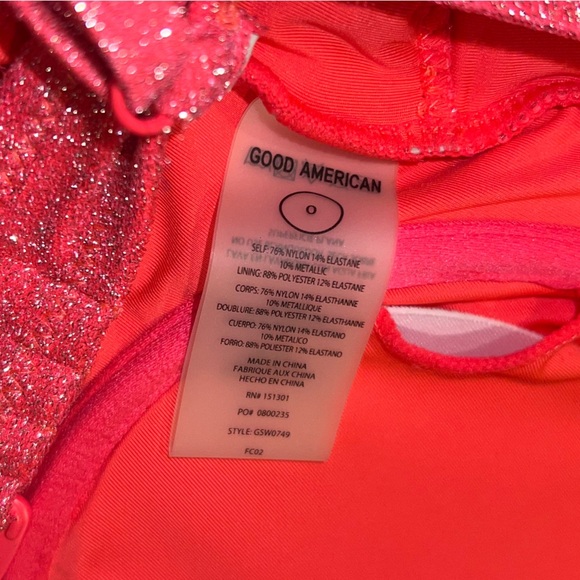 GOOD AMERICAN
0
SELF: 76% NYLON 14% ELASTANE
10% METALLIC
LINING: 88% POLYESTER 12% ELASTANE
CORPS: 76% NYLON 14% ELASTHANNE
10% METALLIQUE
DOUBLURE: 88% POLYESTER 12% ELASTHANNE
CUERPO: 76% NYLON 14% ELASTANO
10% METALICO
FORRO: 88% POLIESTER 12% ELASTANO
MADE IN CHINA
FABRIQUE AUX CHINA
HECHO EN CHINA
RN# 151301
PO# 0800235
STYLE: GSW0749
FC02